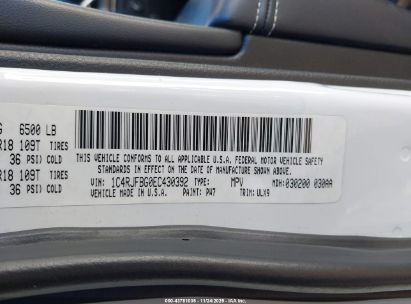 G 6500 LB
R18 109T TIRES
36 PSI) COLD
R18 109T TIRES
36 PSI) COLD
THIS VEHICLE CONFORMS TO ALL APPLICABLE U.S.A. FEDERAL MOTOR VEHICLE SAFETY
STANDARDS IN EFFECT ON THE DATE OF MANUFACTURE SHOWN ABOVE.
VIN: 1C4RJFBG0EC430392 TYPE: MPV MDH: 030200 030AA
VEHICLE MADE IN U.S.A. PAINT: PW7 TRIM: ULX9